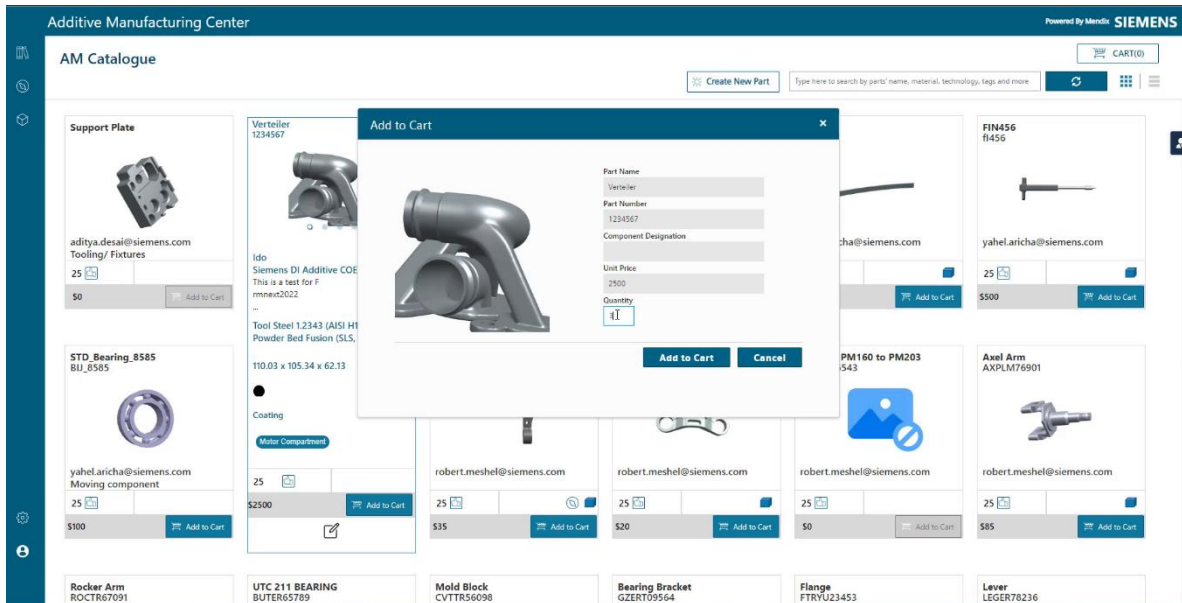 Additive Manufacturing Center
Powered By Mendix SIEMENS
AM Catalogue
CART(0)
Create New Part
Type here to search by parts' name, material, technology, tags and more
Support Plate
aditya.desai@siemens.com
Tooling/ Fixtures
25
$0
Add to Cart
Verteiler
1234567
Ido
Siemens DI Additive COE
This is a test for F
rmnext2022
...
Tool Steel 1.2343 (AISI H1
Powder Bed Fusion (SLS,
110.03 x 105.34 x 62.13
Coating
Motor Compartment
25
$2500
Add to Cart
Add to Cart
×
Part Name
Verteiler
Part Number
1234567
Component Designation
Unit Price
2500
Quantity
Add to Cart
Cancel
cha@siemens.com
Add to Cart
FIN456
fI456
yahel.aricha@siemens.com
25
$500
Add to Cart
STD_Bearing_8585
BIJ_8585
yahel.aricha@siemens.com
Moving component
25
$100
Add to Cart
robert.meshel@siemens.com
25
$35
Add to Cart
robert.meshel@siemens.com
25
$20
Add to Cart
PM160 to PM203
543
robert.meshel@siemens.com
25
$0
Add to Cart
Axel Arm
AXPLM76901
robert.meshel@siemens.com
25
$85
Add to Cart
Rocker Arm
ROCTR67091
UTC 211 BEARING
BUTER65789
Mold Block
CVTTR56098
Bearing Bracket
GZERT09564
Flange
FTRYU23453
Lever
LEGER78236